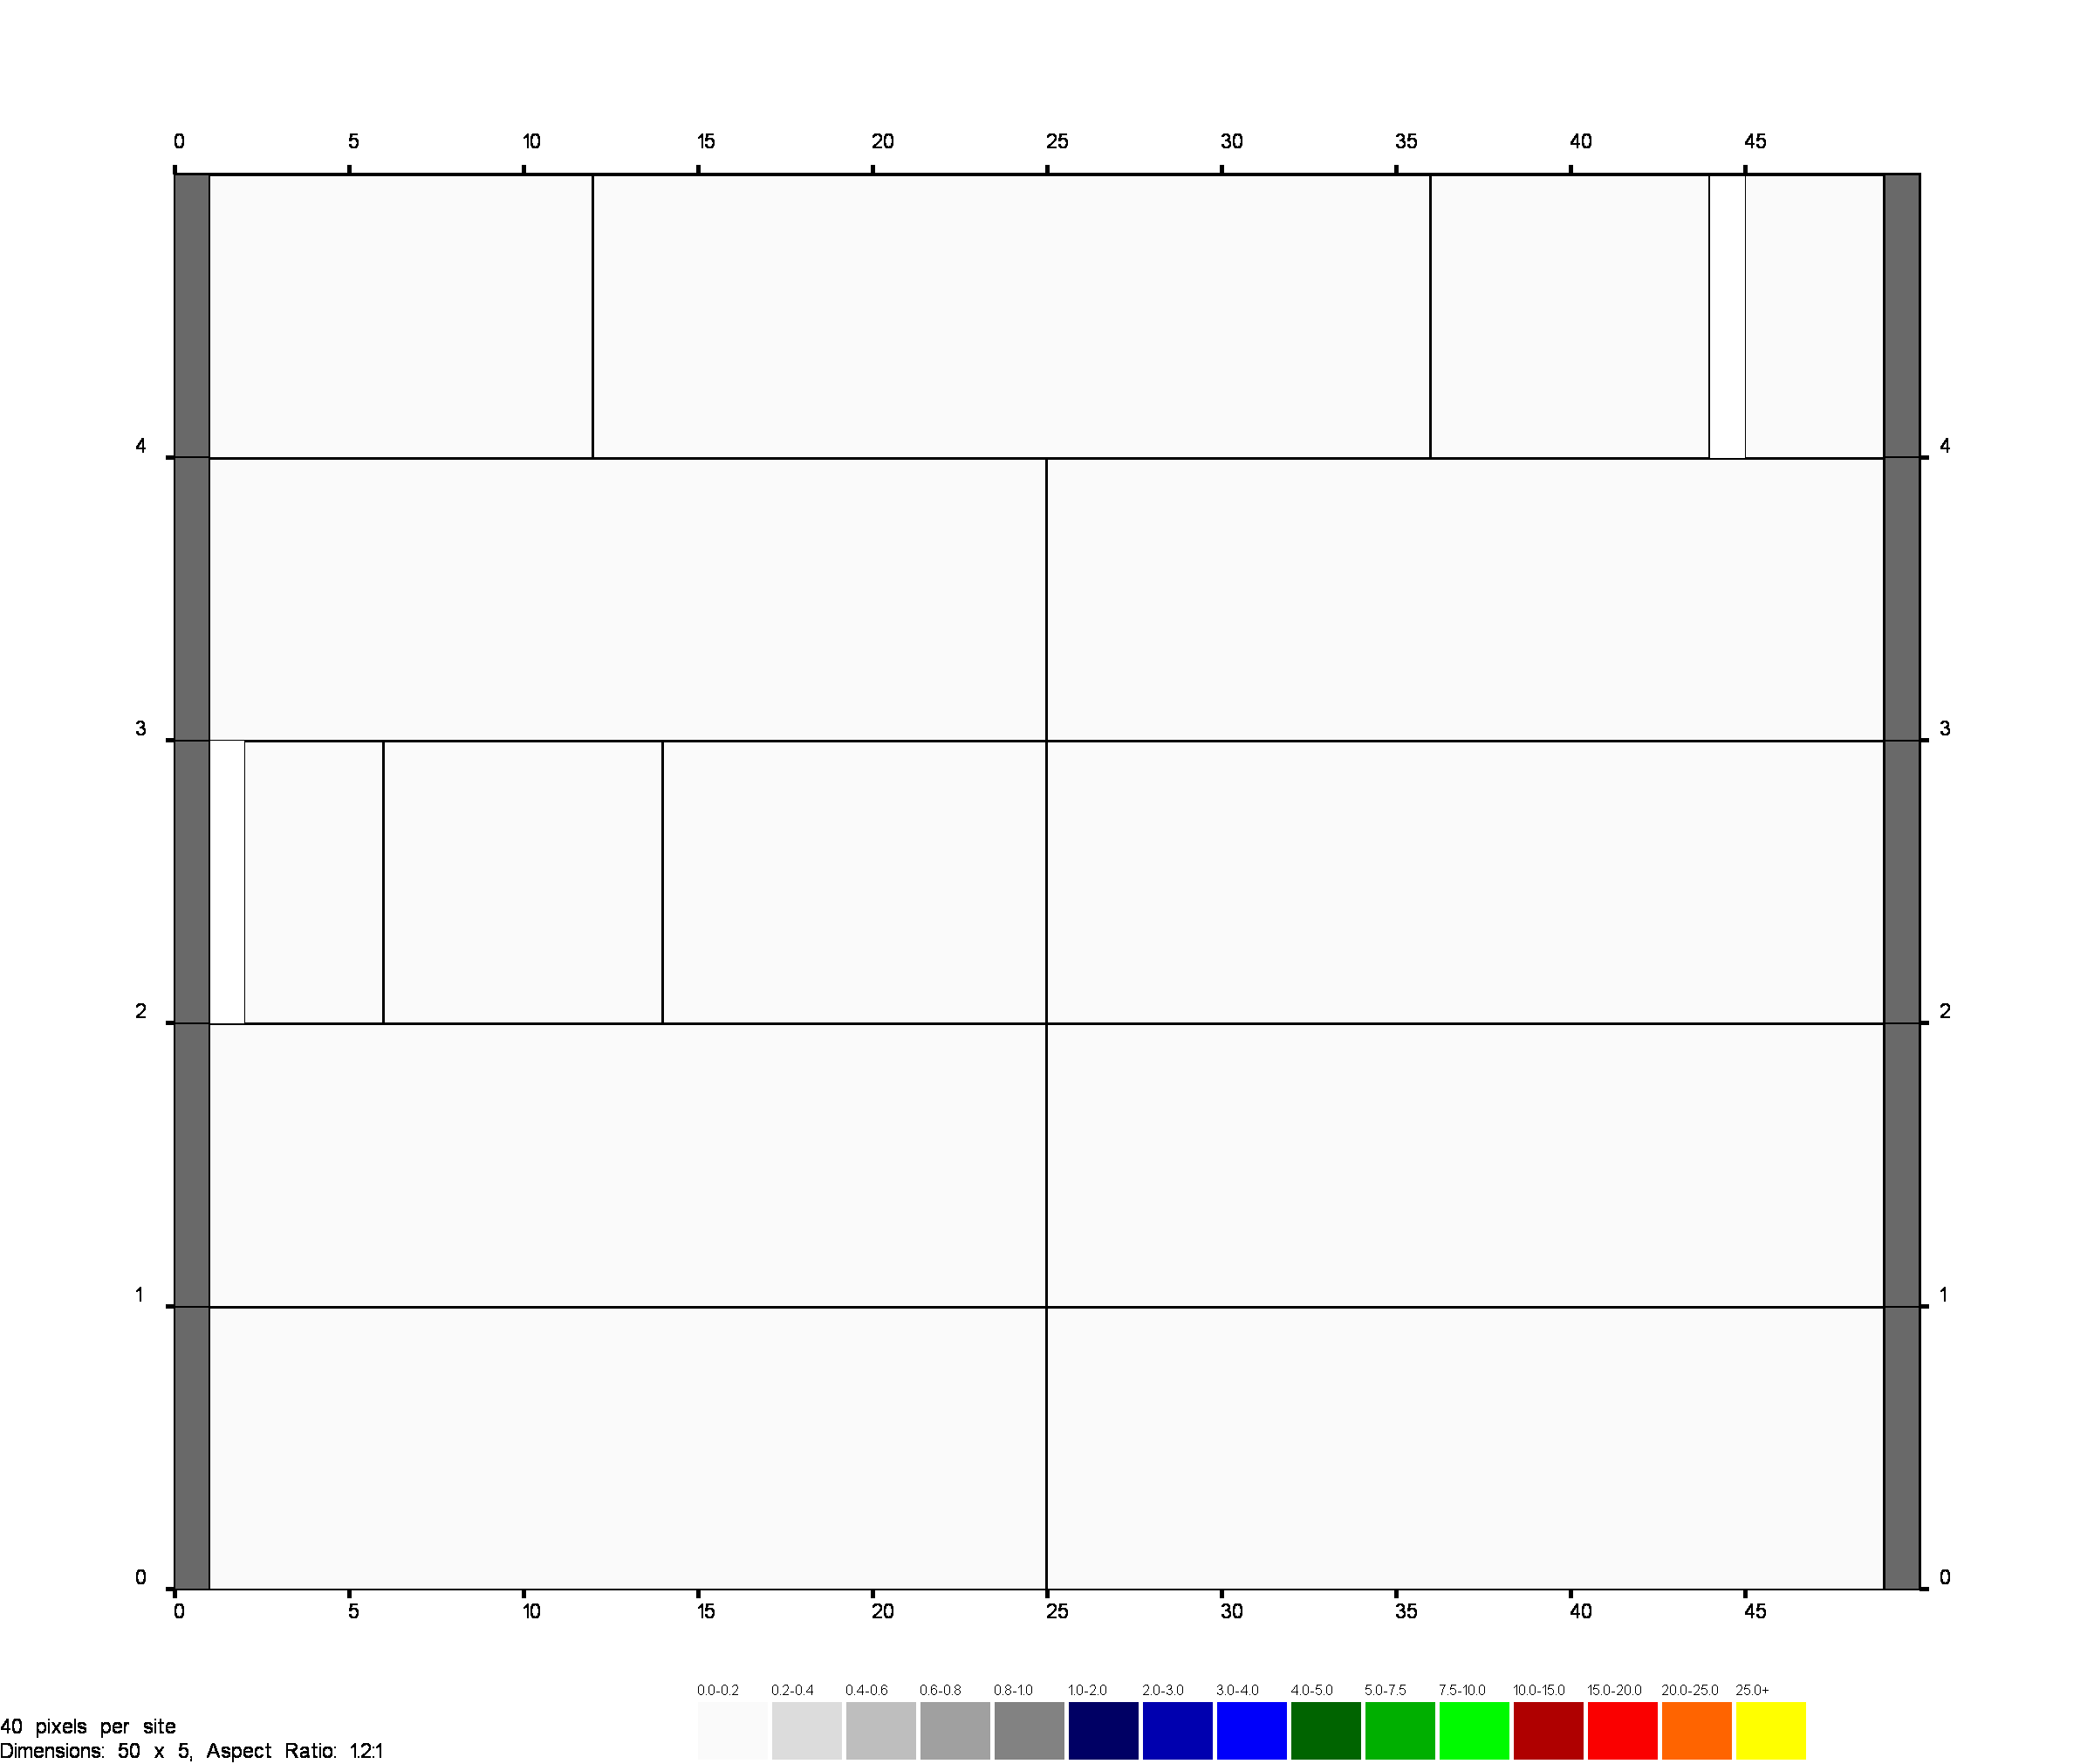 0 5 10 15 20 25 30 35 40 45
4 4
3 3
2 2
1 1
0 0
0 5 10 15 20 25 30 35 40 45
0.0-0.2 0.2-0.4 0.4-0.6 0.6-0.8 0.8-1.0 1.0-2.0 2.0-3.0 3.0-4.0 4.0-5.0 5.0-7.5 7.5-10.0 10.0-15.0 15.0-20.0 20.0-25.0 25.0+
40 pixels per site
Dimensions: 50 x 5, Aspect Ratio: 1.2:1